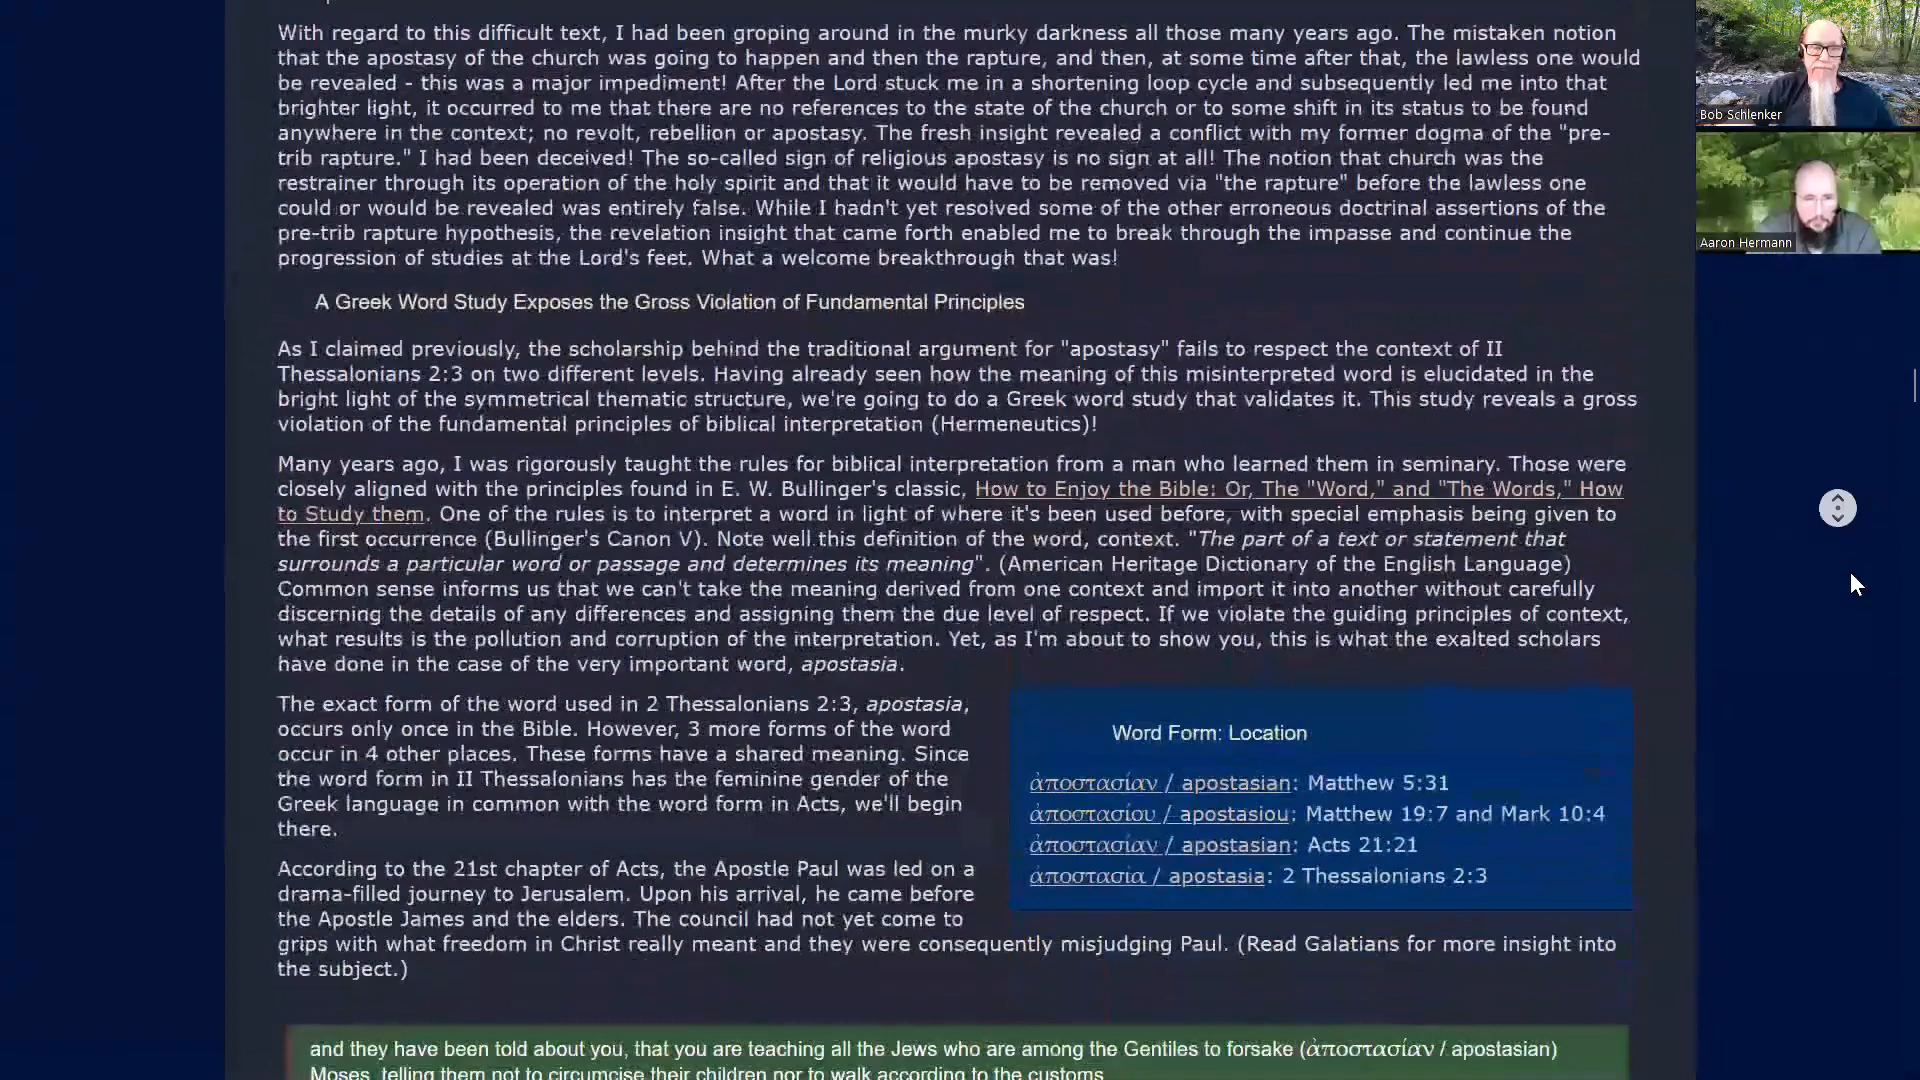 With regard to this difficult text, I had been groping around in the murky darkness all those many years ago. The mistaken notion
that the apostasy of the church was going to happen and then the rapture, and then, at some time after that, the lawless one would
be revealed - this was a major impediment! After the Lord stuck me in a shortening loop cycle and subsequently led me into that
brighter light, it occurred to me that there are no references to the state of the church or to some shift in its status to be found
anywhere in the context; no revolt, rebellion or apostasy. The fresh insight revealed a conflict with my former dogma of the "pre-
trib rapture." I had been deceived! The so-called sign of religious apostasy is no sign at all! The notion that church was the
restrainer through its operation of the holy spirit and that it would have to be removed via "the rapture" before the lawless one
could or would be revealed was entirely false. While I hadn't yet resolved some of the other erroneous doctrinal assertions of the
pre-trib rapture hypothesis, the revelation insight that came forth enabled me to break through the impasse and continue the
progression of studies at the Lord's feet. What a welcome breakthrough that was!
A Greek Word Study Exposes the Gross Violation of Fundamental Principles
As I claimed previously, the scholarship behind the traditional argument for "apostasy" fails to respect the context of II
Thessalonians 2:3 on two different levels. Having already seen how the meaning of this misinterpreted word is elucidated in the
bright light of the symmetrical thematic structure, we're going to do a Greek word study that validates it. This study reveals a gross
violation of the fundamental principles of biblical interpretation (Hermeneutics)!
Many years ago, I was rigorously taught the rules for biblical interpretation from a man who learned them in seminary. Those were
closely aligned with the principles found in E. W. Bullinger's classic, How to Enjoy the Bible: Or, The "Word," and "The Words," How
to Study them. One of the rules is to interpret a word in light of where it's been used before, with special emphasis being given to
the first occurrence (Bullinger's Canon V). Note well this definition of the word, context. "The part of a text or statement that
surrounds a particular word or passage and determines its meaning". (American Heritage Dictionary of the English Language)
Common sense informs us that we can't take the meaning derived from one context and import it into another without carefully
discerning the details of any differences and assigning them the due level of respect. If we violate the guiding principles of context,
what results is the pollution and corruption of the interpretation. Yet, as I'm about to show you, this is what the exalted scholars
have done in the case of the very important word, apostasia.
The exact form of the word used in 2 Thessalonians 2:3, apostasia,
occurs only once in the Bible. However, 3 more forms of the word
occur in 4 other places. These forms have a shared meaning. Since
the word form in II Thessalonians has the feminine gender of the
Greek language in common with the word form in Acts, we'll begin
there.
Word Form: Location
ἀποστασίαν / apostasian: Matthew 5:31
ἀποστασίου / apostasiou: Matthew 19:7 and Mark 10:4
ἀποστασίαν / apostasian: Acts 21:21
ἀποστασία / apostasia: 2 Thessalonians 2:3
According to the 21st chapter of Acts, the Apostle Paul was led on a
drama-filled journey to Jerusalem. Upon his arrival, he came before
the Apostle James and the elders. The council had not yet come to
grips with what freedom in Christ really meant and they were consequently misjudging Paul. (Read Galatians for more insight into
the subject.)
and they have been told about you, that you are teaching all the Jews who are among the Gentiles to forsake (ἀποστασίαν / apostasian)
Moses, telling them not to circumcise their children nor to walk according to the customs.
Bob Schlenker
Aaron Hermann